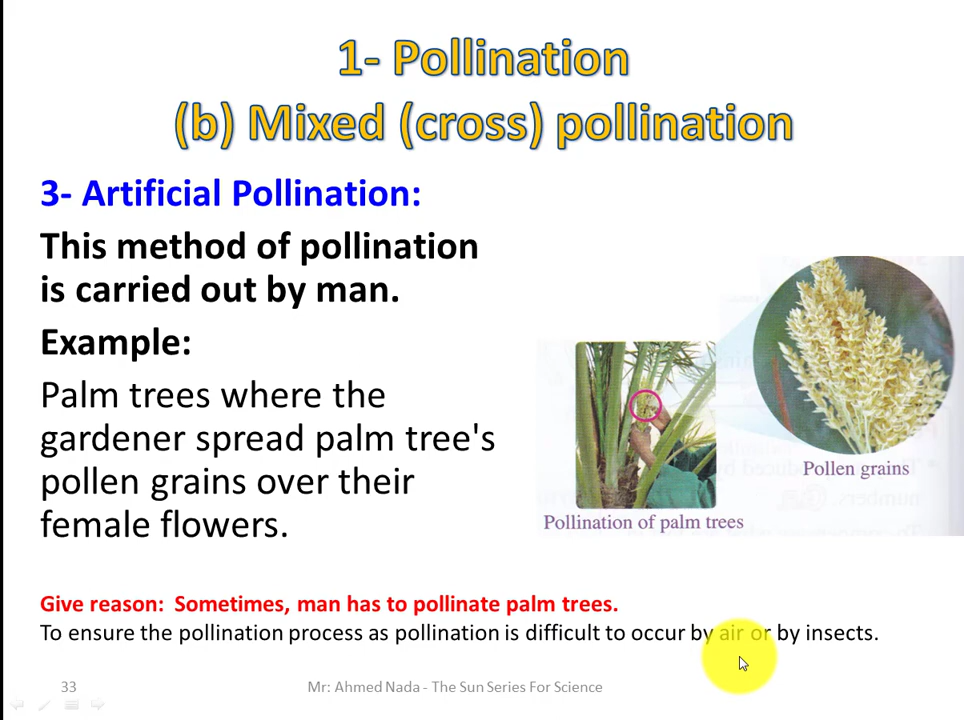 1- Pollination
(b) Mixed (cross) pollination
3- Artificial Pollination:
This method of pollination
is carried out by man.
Example:
Palm trees where the
gardener spread palm tree's
pollen grains over their
female flowers.
Pollen grains
Pollination of palm trees
Give reason:  Sometimes, man has to pollinate palm trees.
To ensure the pollination process as pollination is difficult to occur by air or by insects.
33
Mr: Ahmed Nada - The Sun Series For Science